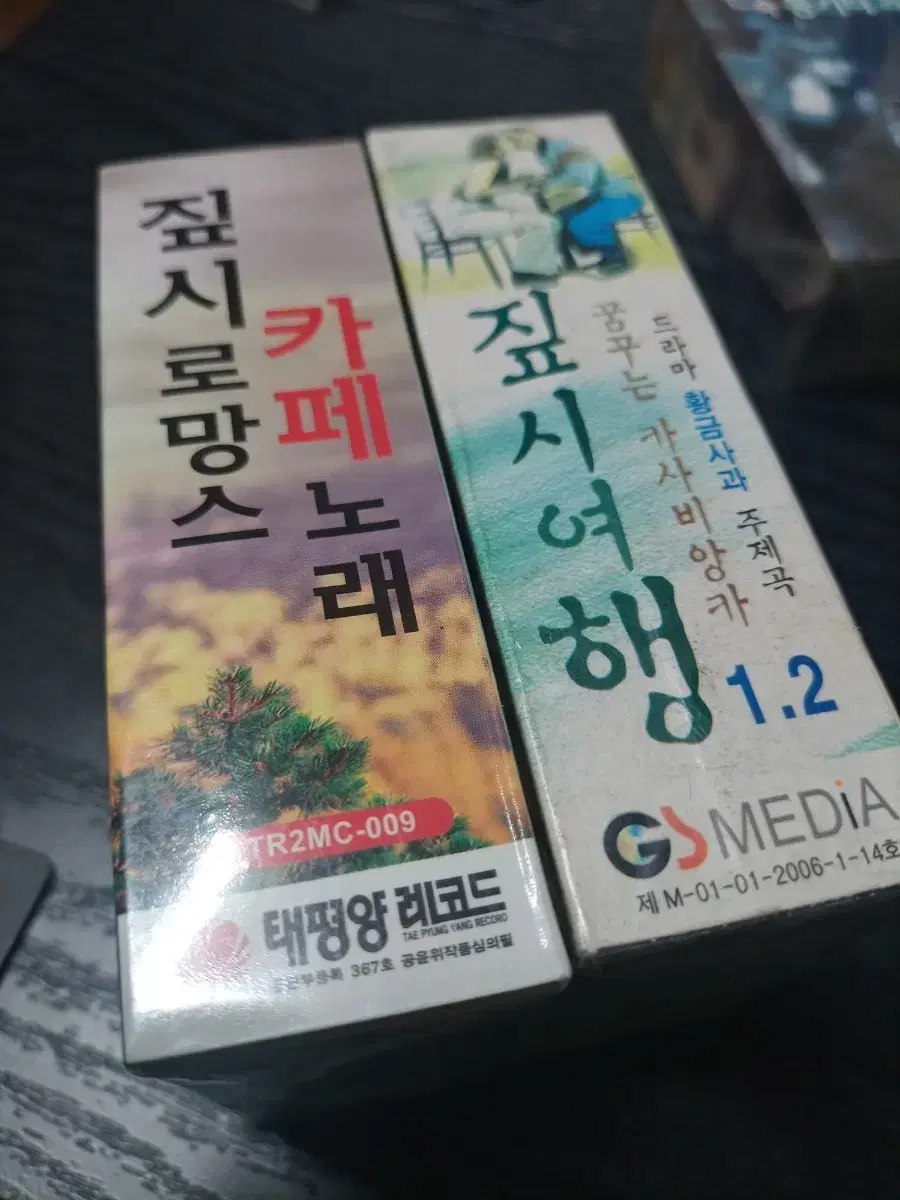 짚시로망스
카페노래
TR2MC-009
태평양 레코드
TAE PYUNG YANG RECORD
367호 공윤위작품심의필
짚시여행
꿈꾸는 카사비앙카
드라마 황금사과 주제곡
1.2
GS MEDiA
제 M-01-01-2006-1-14호